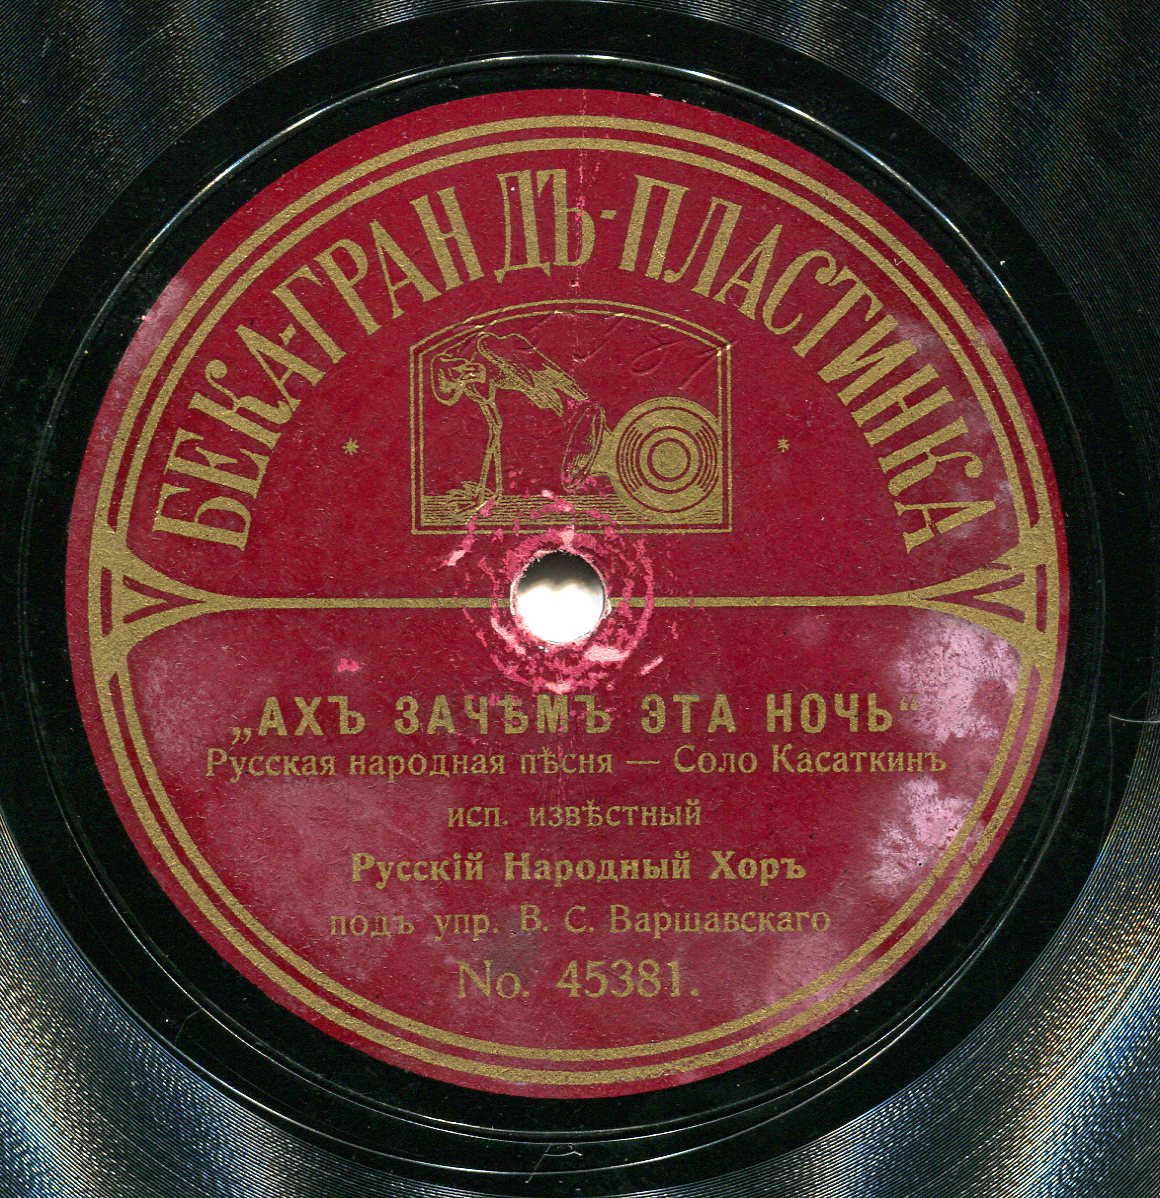 БЕКА-ГРАНДЪ-ПЛАСТИНКА
„АХЪ ЗАЧѢМЪ ЭТА НОЧЬ“
Русская народная пѣсня — Соло Касаткинъ
исп. извѣстный
Русскій Народный Хоръ
подъ упр. В. С. Варшавскаго
No. 45381.